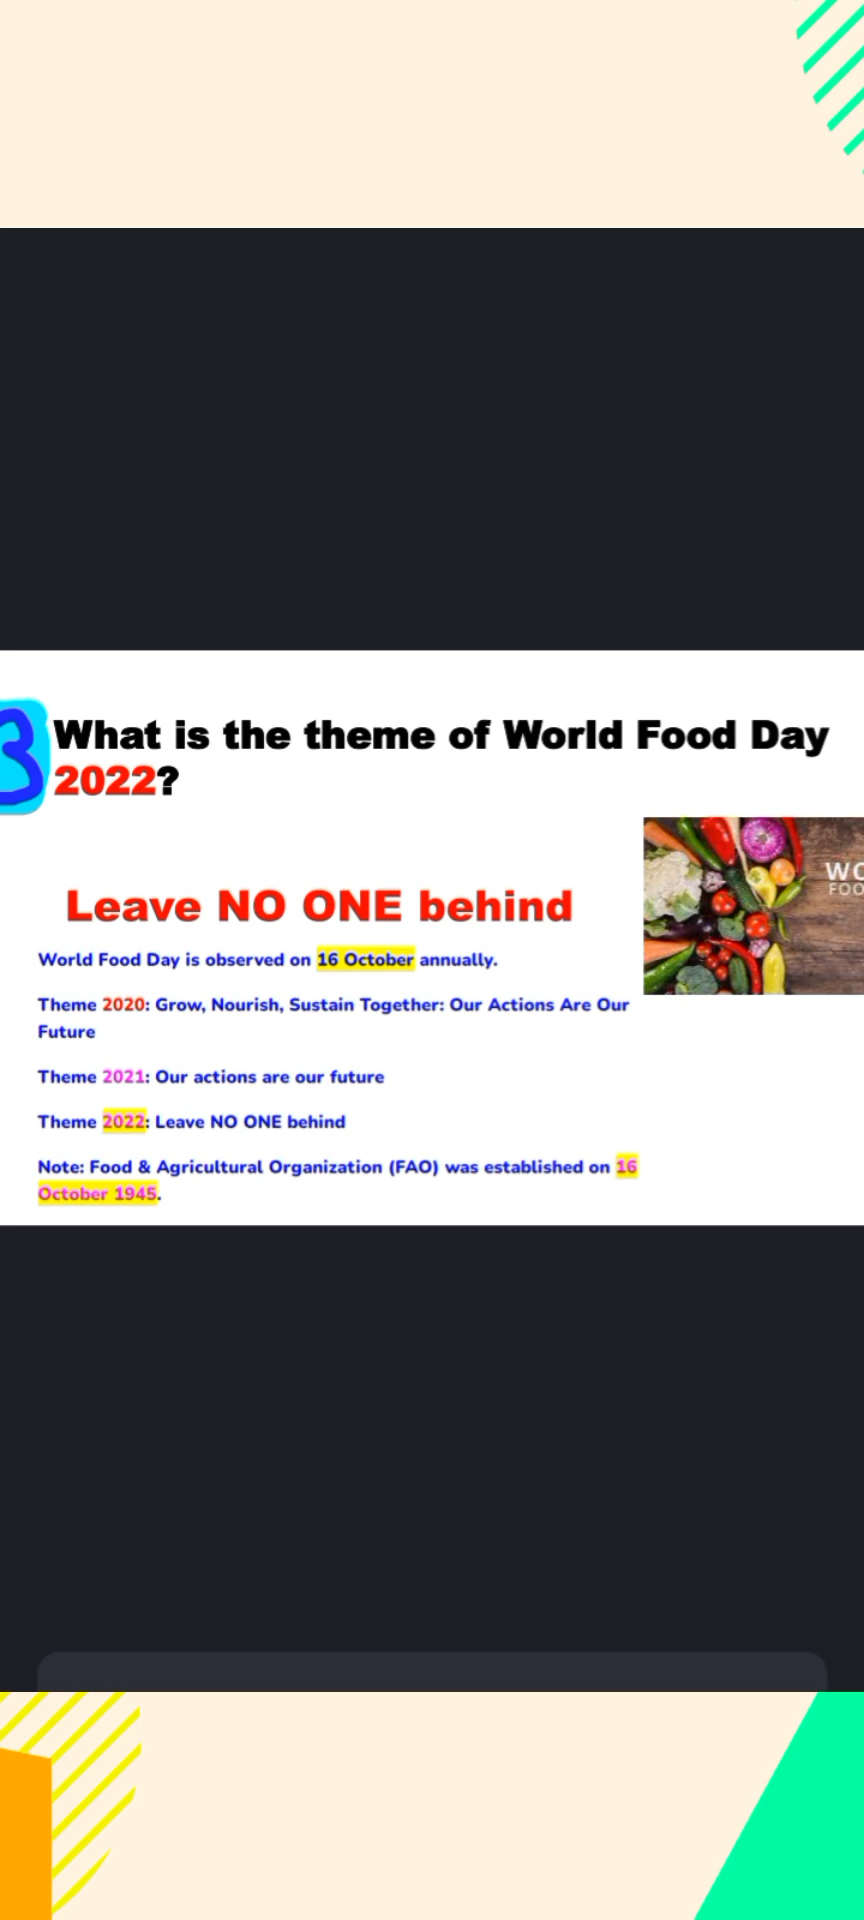 What is the theme of World Food Day
2022?
Leave NO ONE behind
World Food Day is observed on 16 October annually.
Theme 2020: Grow, Nourish, Sustain Together: Our Actions Are Our
Future
Theme 2021: Our actions are our future
Theme 2022: Leave NO ONE behind
Note: Food & Agricultural Organization (FAO) was established on 16
October 1945.